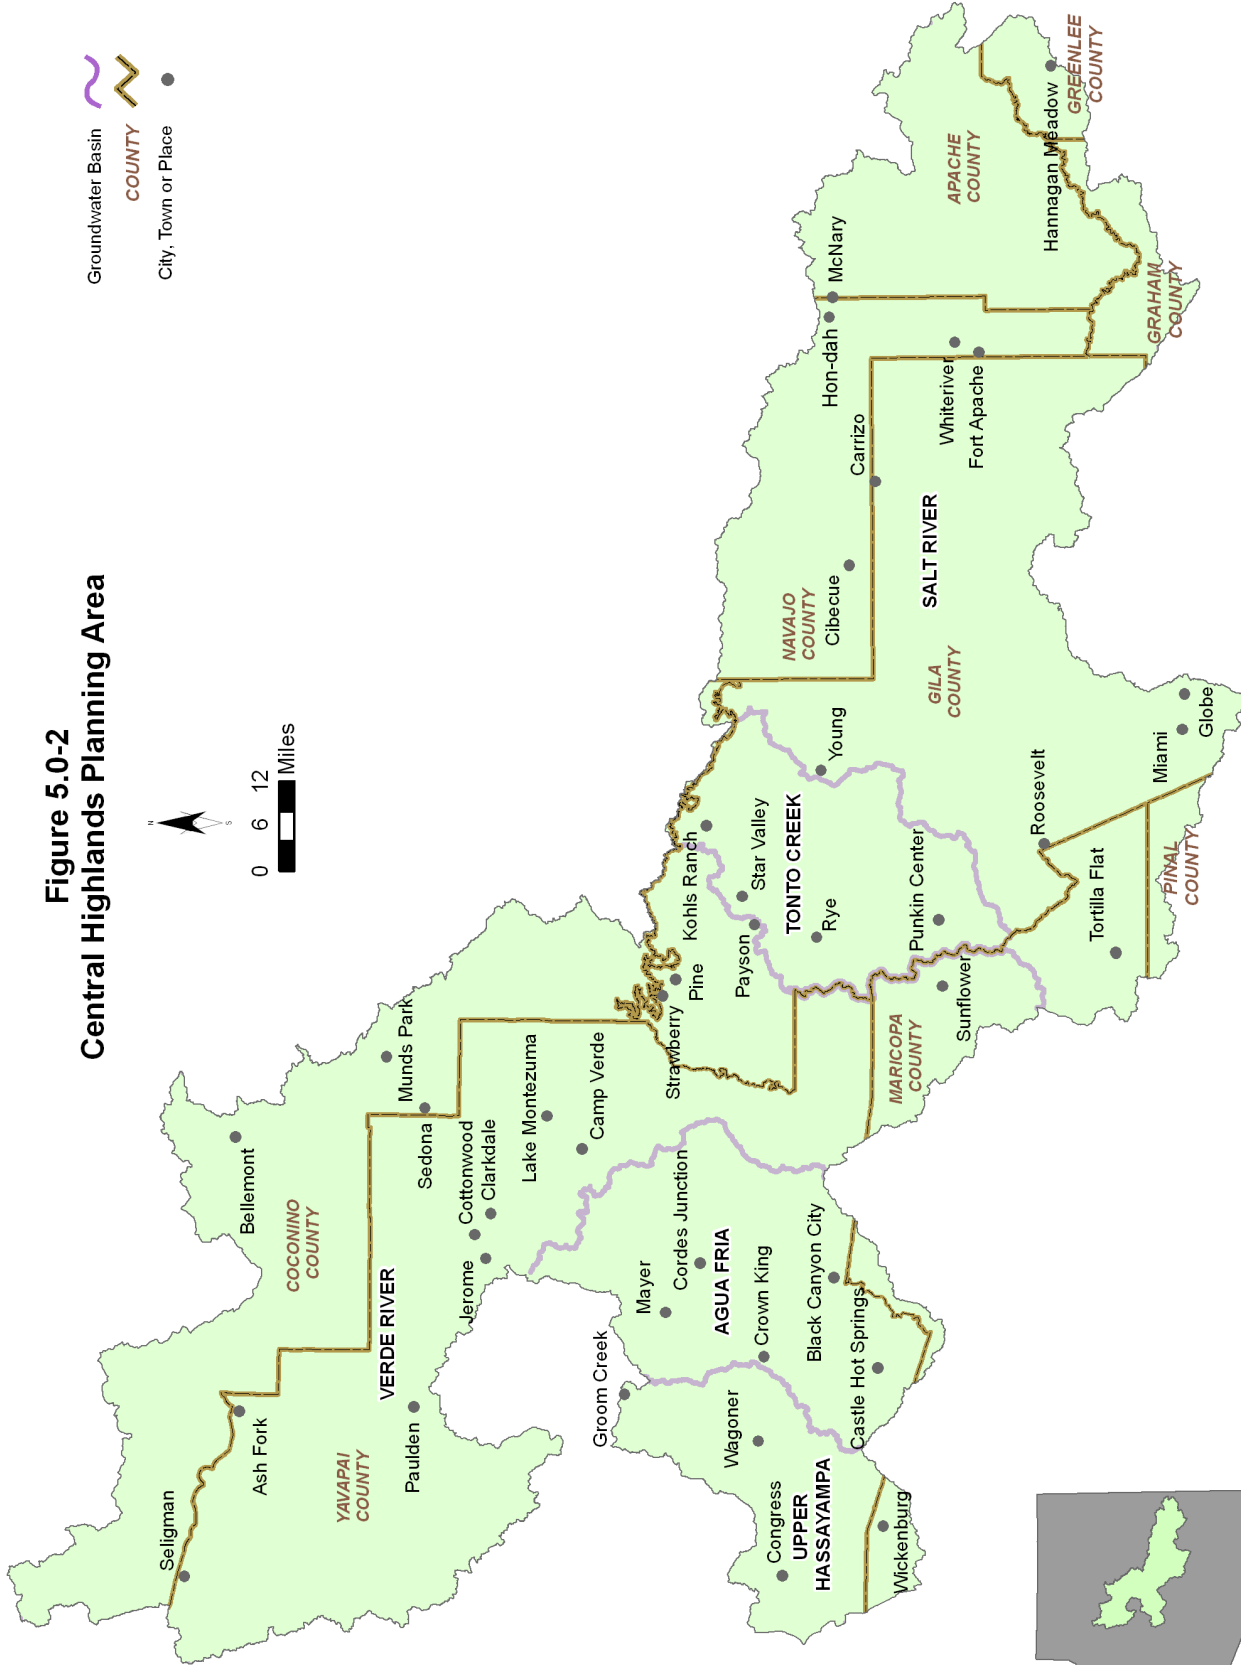 Figure 5.0-2
Central Highlands Planning Area
N
S
0 6 12
Miles
Groundwater Basin
COUNTY
City, Town or Place
Seligman
Ash Fork
Bellemont
COCONINO
COUNTY
Munds Park
Sedona
VERDE RIVER
YAVAPAI
COUNTY
Paulden
Jerome
Cottonwood
Clarkdale
Lake Montezuma
Camp Verde
Groom Creek
Mayer
Cordes Junction
AGUA FRIA
Crown King
Black Canyon City
Castle Hot Springs
Wagoner
Congress
UPPER
HASSAYAMPA
Wickenburg
Strawberry
Pine
Kohls Ranch
Payson
Star Valley
TONTO CREEK
Rye
Young
Punkin Center
Sunflower
MARICOPA
COUNTY
Roosevelt
Tortilla Flat
PINAL
COUNTY
Miami
Globe
NAVAJO
COUNTY
Cibecue
Carrizo
GILA
COUNTY
SALT RIVER
Hon-dah
McNary
Whiteriver
Fort Apache
APACHE
COUNTY
Hannagan Meadow
GREENLEE
COUNTY
GRAHAM
COUNTY